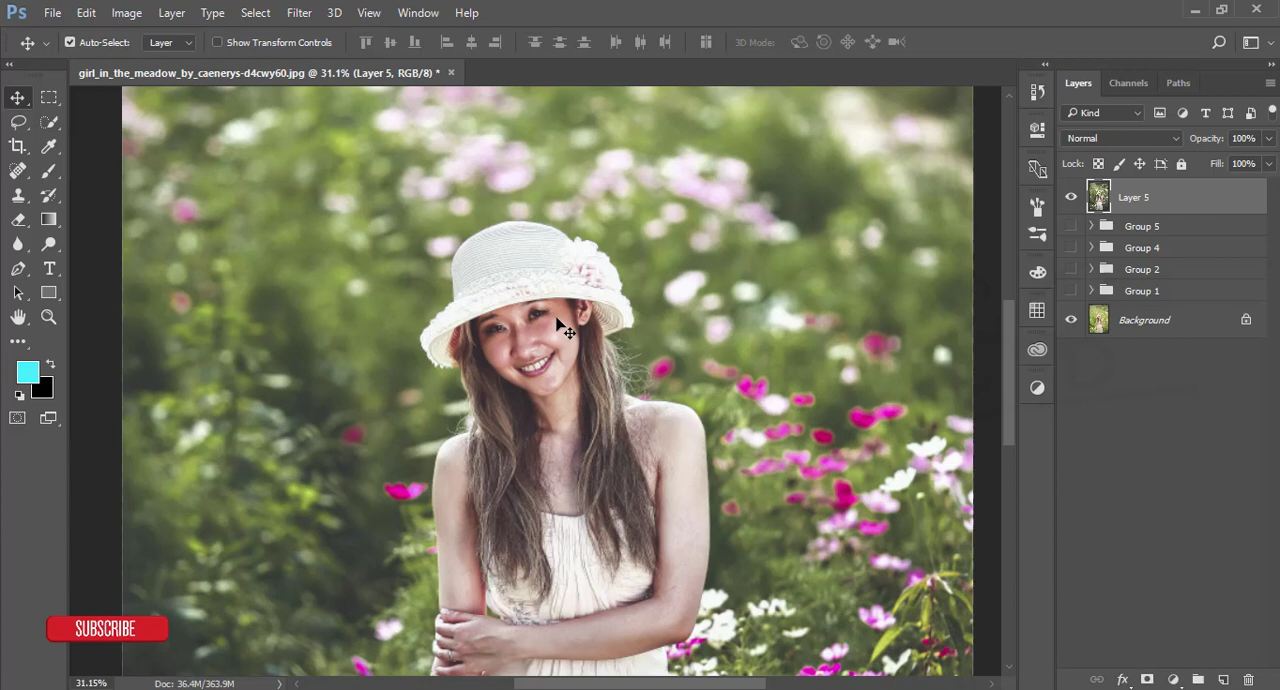 Ps File Edit Image Layer Type Select Filter 3D View Window Help
Auto-Select: Layer Show Transform Controls 3D Mode:
girl_in_the_meadow_by_caenerys-d4cwy60.jpg @ 31.1% (Layer 5, RGB/8) *
Layers Channels Paths
Kind
Normal Opacity: 100%
Lock: Fill: 100%
Layer 5
Group 5
Group 4
Group 2
Group 1
Background
SUBSCRIBE
31.15% Doc: 36.4M/363.9M
fx